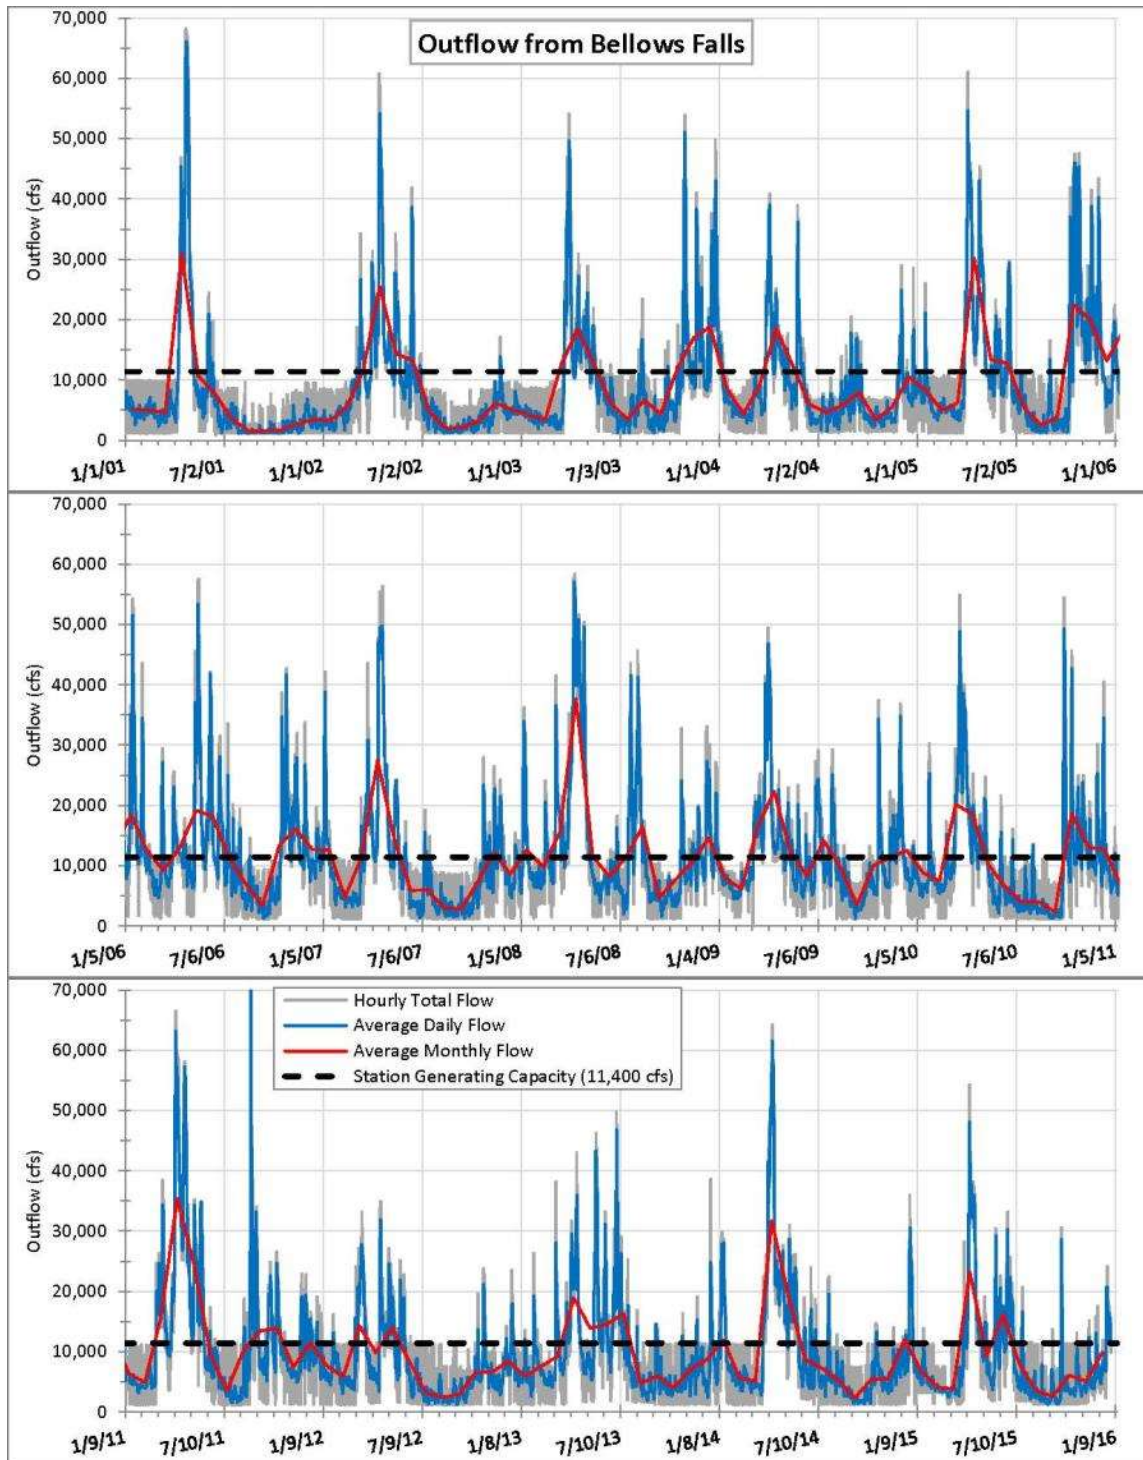 Outflow from Bellows Falls
Outflow (cfs)
70,000
60,000
50,000
40,000
30,000
20,000
10,000
0
1/1/01 7/2/01 1/1/02 7/2/02 1/1/03 7/3/03 1/1/04 7/2/04 1/1/05 7/2/05 1/1/06
Outflow (cfs)
70,000
60,000
50,000
40,000
30,000
20,000
10,000
0
1/5/06 7/6/06 1/5/07 7/6/07 1/5/08 7/6/08 1/4/09 7/6/09 1/5/10 7/6/10 1/5/11
Outflow (cfs)
70,000
60,000
50,000
40,000
30,000
20,000
10,000
0
Hourly Total Flow
Average Daily Flow
Average Monthly Flow
Station Generating Capacity (11,400 cfs)
1/9/11 7/10/11 1/9/12 7/9/12 1/8/13 7/10/13 1/8/14 7/10/14 1/9/15 7/10/15 1/9/16